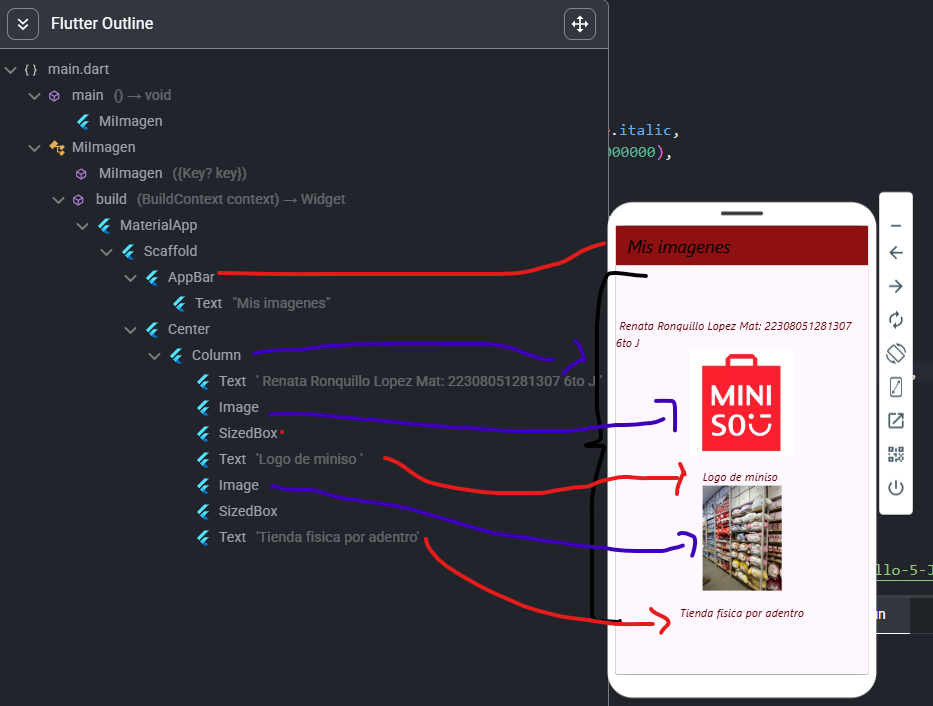 Flutter Outline
{} main.dart
main () → void
MiImagen
MiImagen
MiImagen ({Key? key})
build (BuildContext context) → Widget
MaterialApp
Scaffold
AppBar
Text "Mis imagenes"
Center
Column
Text ' Renata Ronquillo Lopez Mat: 22308051281307 6to J '
Image
SizedBox
Text 'Logo de miniso '
Image
SizedBox
Text 'Tienda fisica por adentro'
.italic,
000000),
Mis imagenes
Renata Ronquillo Lopez Mat: 22308051281307
6to J
MINI
SO
Logo de miniso
Tienda fisica por adentro
llo-5-J